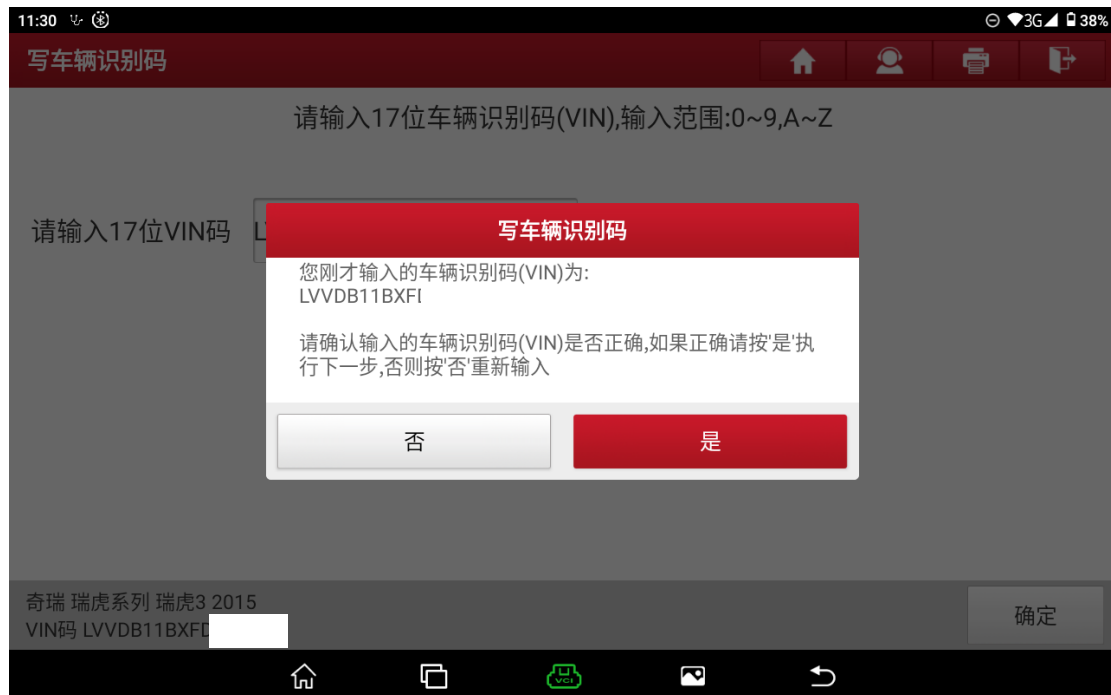 11:30
3G 38%
写车辆识别码
请输入17位车辆识别码(VIN),输入范围:0~9,A~Z
请输入17位VIN码 L
写车辆识别码
您刚才输入的车辆识别码(VIN)为:
LVVDB11BXF
请确认输入的车辆识别码(VIN)是否正确,如果正确请按'是'执
行下一步,否则按'否'重新输入
否
是
奇瑞 瑞虎系列 瑞虎3 2015
VIN码 LVVDB11BXFD
确定
VCI